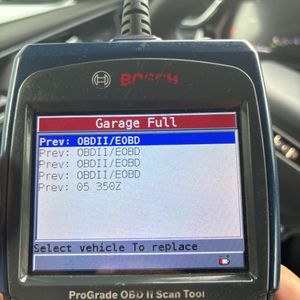 BOSCH
Garage Full
Prev: OBDII/EOBD
Prev: OBDII/EOBD
Prev: OBDII/EOBD
Prev: OBDII/EOBD
Prev: 05 350Z
Select vehicle To replace
ProGrade OBD II Scan Tool